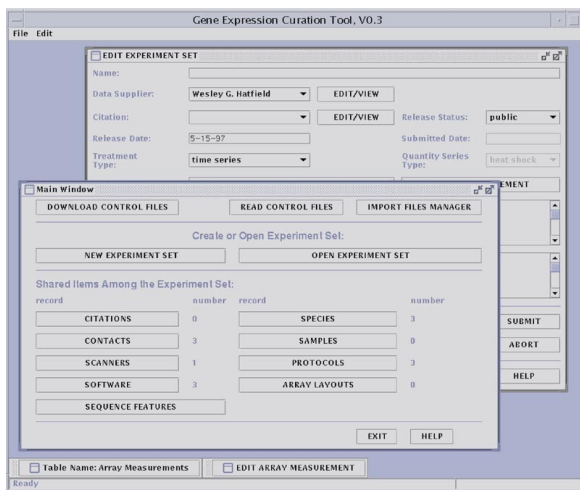 Gene Expression Curation Tool, V0.3
File Edit
EDIT EXPERIMENT SET
Name:
Data Supplier: Wesley G. Hatfield EDIT/VIEW
Citation: EDIT/VIEW Release Status: public
Release Date: 5-15-97 Submitted Date:
Treatment Type: time series Quantity Series Type: heat shock
EMENT
Main Window
DOWNLOAD CONTROL FILES READ CONTROL FILES IMPORT FILES MANAGER
Create or Open Experiment Set:
NEW EXPERIMENT SET OPEN EXPERIMENT SET
Shared Items Among the Experiment Set:
record number record number
CITATIONS 0 SPECIES 3
CONTACTS 3 SAMPLES 0
SCANNERS 1 PROTOCOLS 3
SOFTWARE 3 ARRAY LAYOUTS 0
SEQUENCE FEATURES
EXIT HELP
SUBMIT
ABORT
HELP
Table Name: Array Measurements EDIT ARRAY MEASUREMENT
Ready